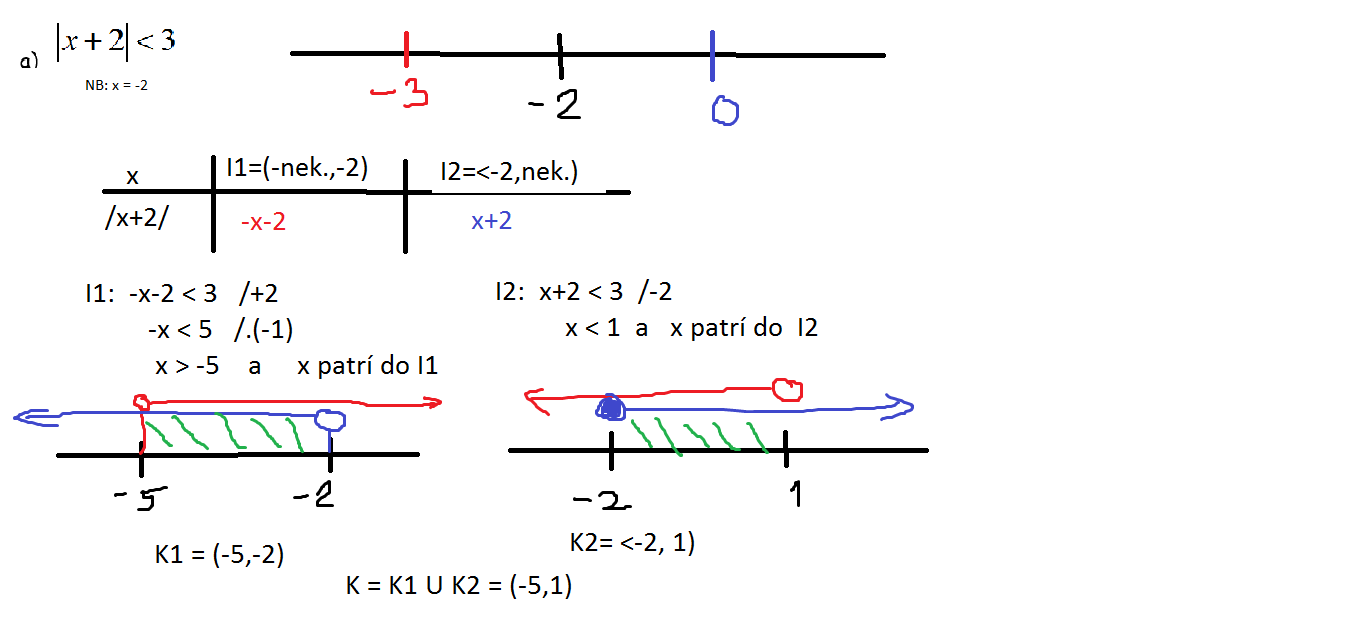 a) |x + 2| < 3
NB: x = -2
-3 -2 0
x I1=(-nek.,-2) I2=<-2,nek.)
/x+2/ -x-2 x+2
I1: -x-2 < 3 /+2
-x < 5 /.(-1)
x > -5 a x patrí do I1
I2: x+2 < 3 /-2
x < 1 a x patrí do I2
-5 -2
-2 1
K1 = (-5,-2)
K2= <-2, 1)
K = K1 U K2 = (-5,1)